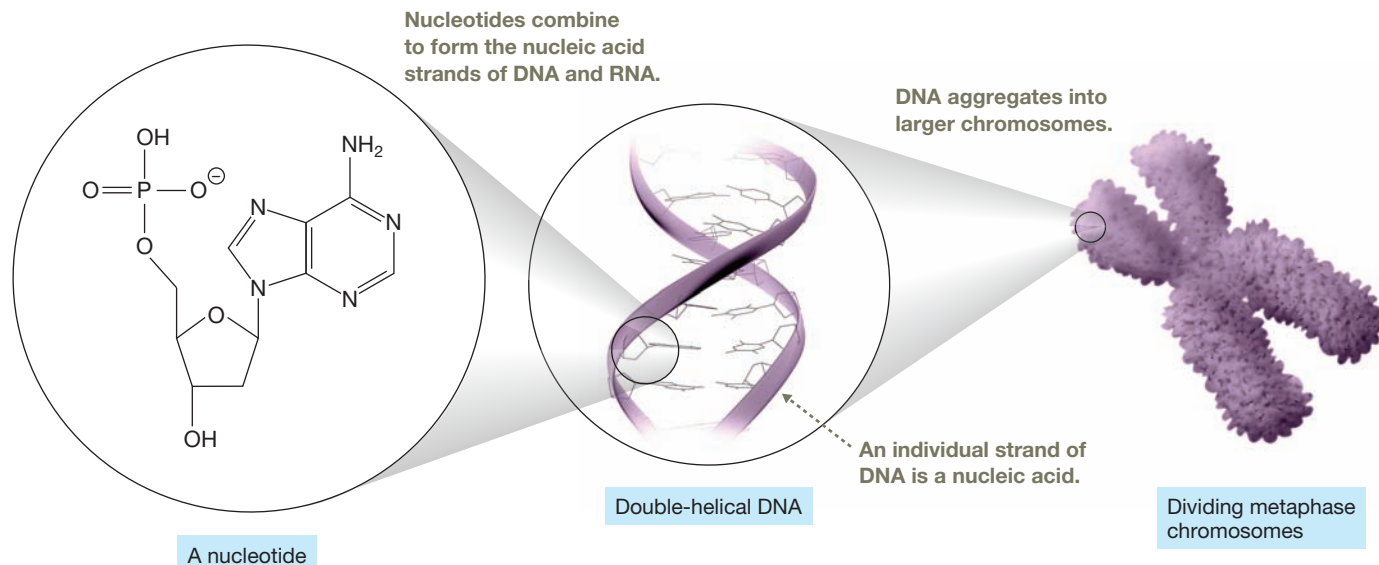 Nucleotides combine
to form the nucleic acid
strands of DNA and RNA.
DNA aggregates into
larger chromosomes.
OH
O=P—O⊖
O
NH₂
N
N
N
N
O
OH
An individual strand of
DNA is a nucleic acid.
A nucleotide
Double-helical DNA
Dividing metaphase
chromosomes